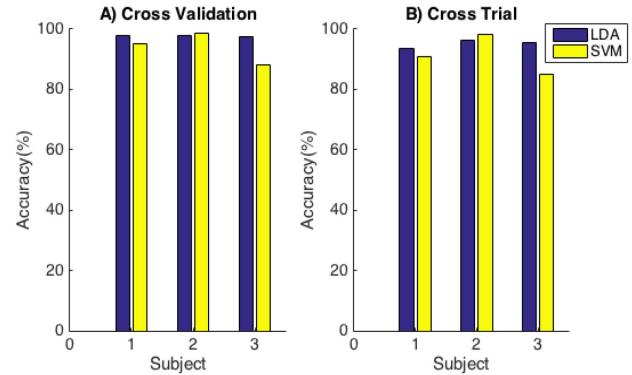 A) Cross Validation
Accuracy(%)
100
80
60
40
20
0
0 1 2 3
Subject
B) Cross Trial
LDA
SVM
Accuracy(%)
100
80
60
40
20
0
0 1 2 3
Subject